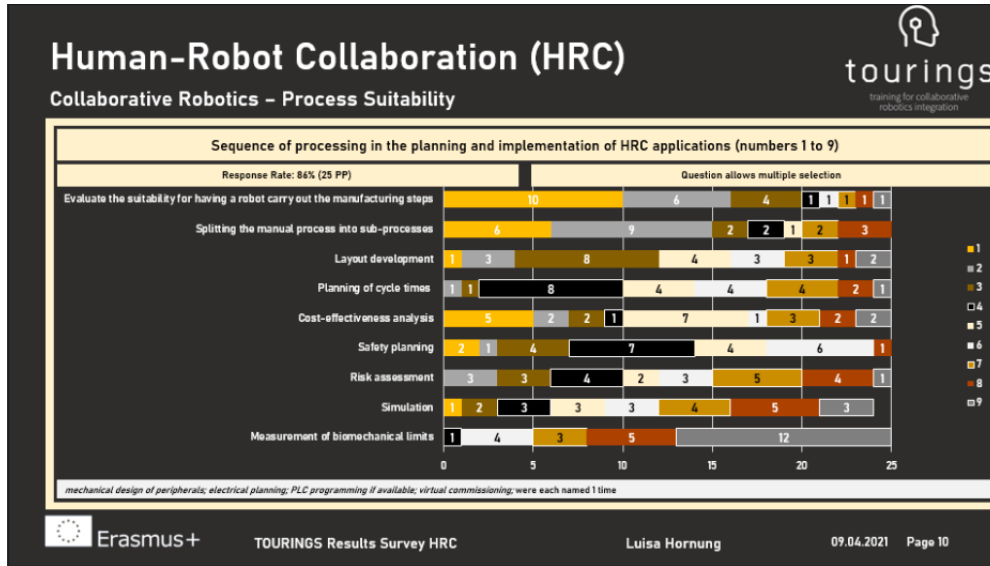 Human-Robot Collaboration (HRC)
tourings
training for collaborative
robotics integration
Collaborative Robotics – Process Suitability
Sequence of processing in the planning and implementation of HRC applications (numbers 1 to 9)
Response Rate: 86% (25 PP)
Question allows multiple selection
Evaluate the suitability for having a robot carry out the manufacturing steps 10 6 4 1 1 1 1 1
Splitting the manual process into sub-processes 6 9 2 2 1 2 3
Layout development 1 3 8 4 3 3 1 2
Planning of cycle times 1 1 8 4 4 4 2 1
Cost-effectiveness analysis 5 2 2 1 7 1 3 2 2
Safety planning 2 1 4 7 4 6 1
Risk assessment 3 3 4 2 3 5 4 1
Simulation 1 2 3 3 3 4 5 3
Measurement of biomechanical limits 1 4 3 5 12
0 5 10 15 20 25
1
2
3
4
5
6
7
8
9
mechanical design of peripherals; electrical planning; PLC programming if available; virtual commissioning; were each named 1 time
Erasmus+
TOURINGS Results Survey HRC
Luisa Hornung
09.04.2021 Page 10